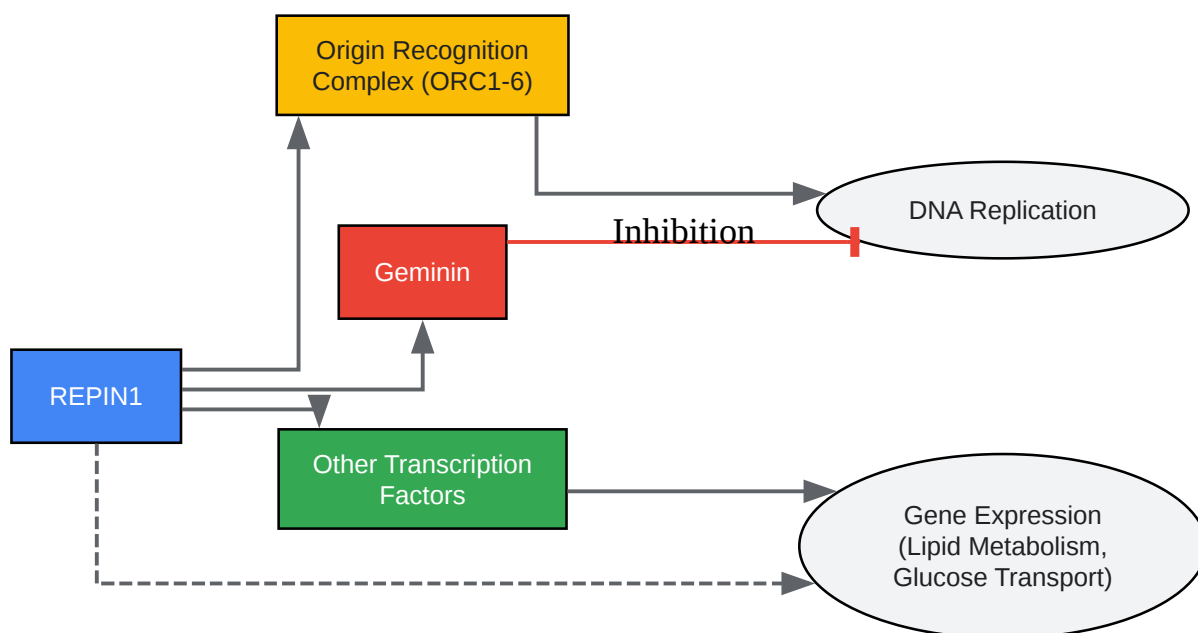 Origin Recognition
Complex (ORC1-6)
DNA Replication
Inhibition
Geminin
REPIN1
Other Transcription
Factors
Gene Expression
(Lipid Metabolism,
Glucose Transport)